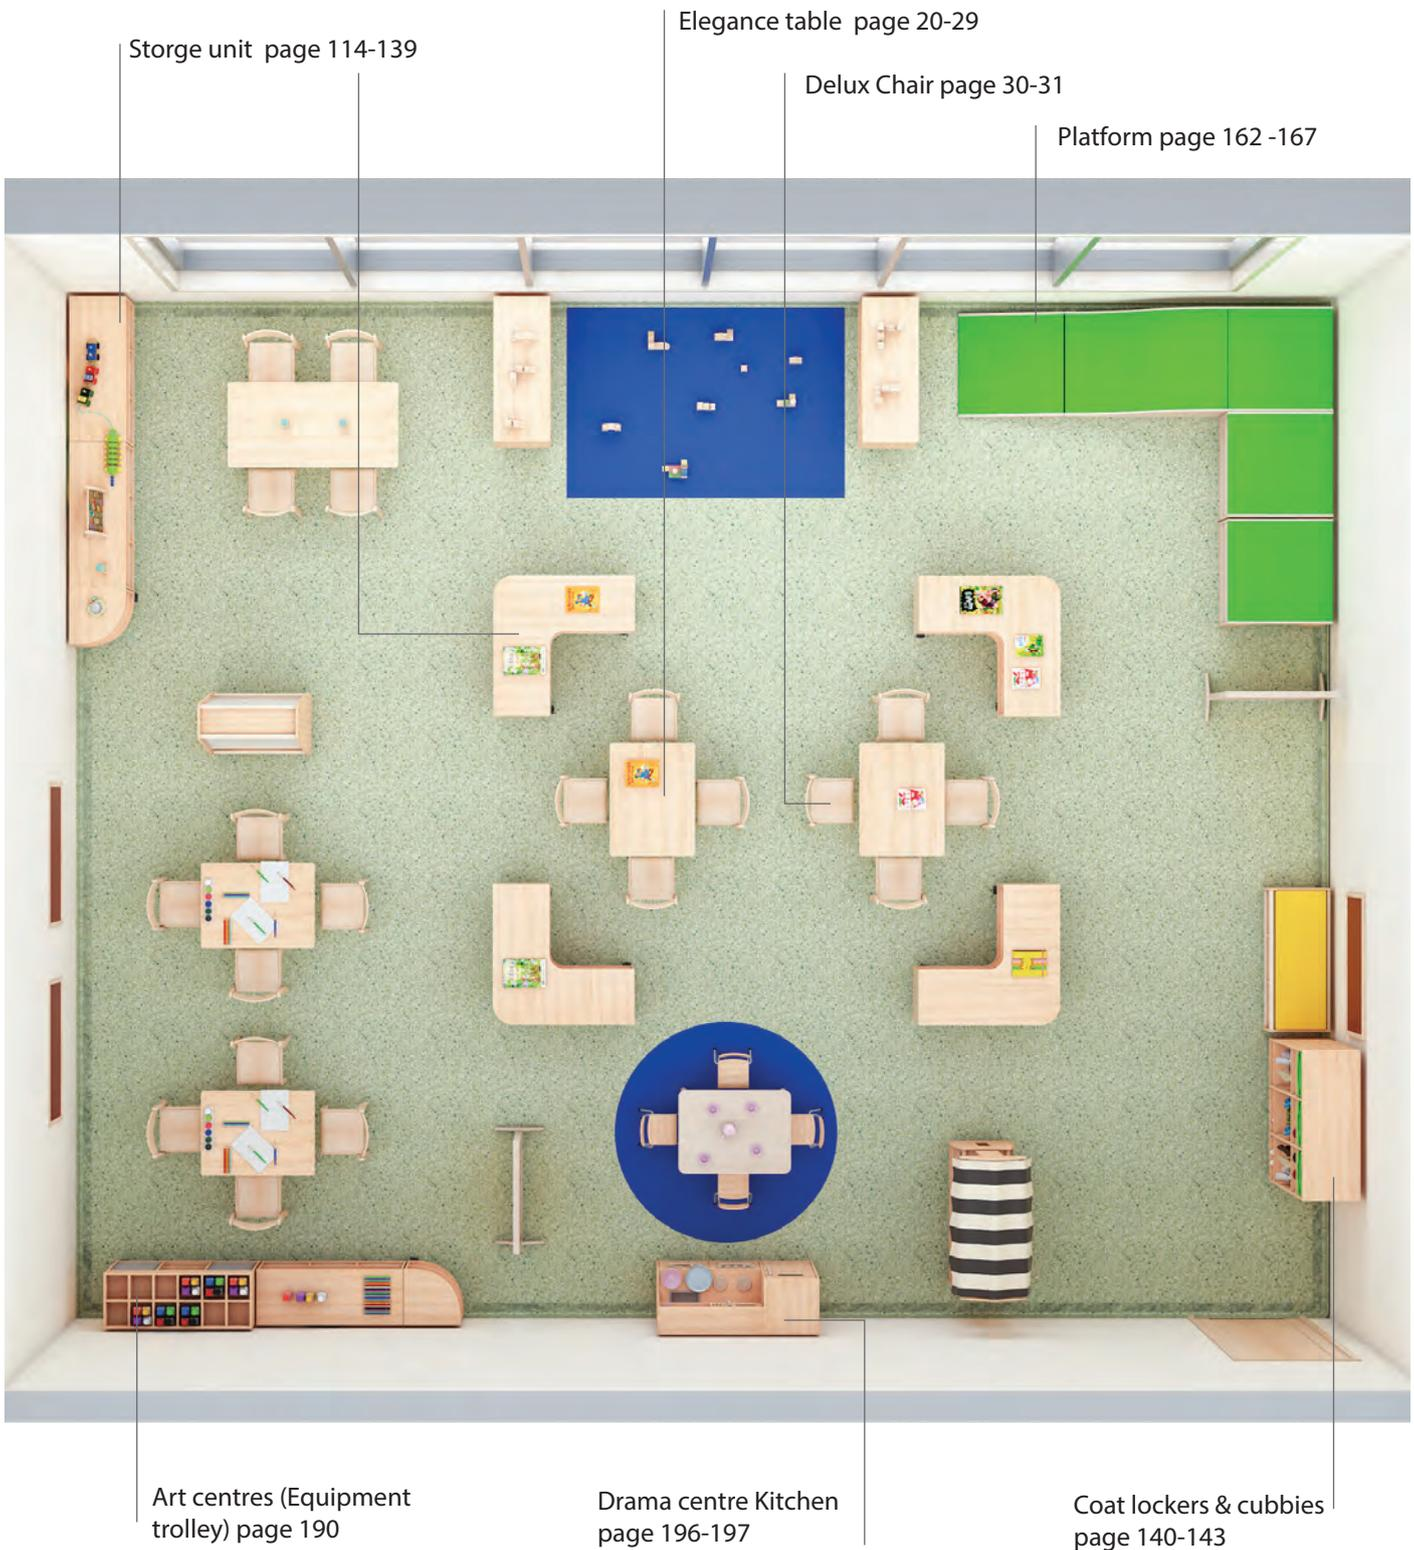 Elegance table  page 20-29
Storge unit  page 114-139
Delux Chair page 30-31
Platform page 162 -167
Art centres (Equipment
trolley) page 190
Drama centre Kitchen
page 196-197
Coat lockers & cubbies
page 140-143